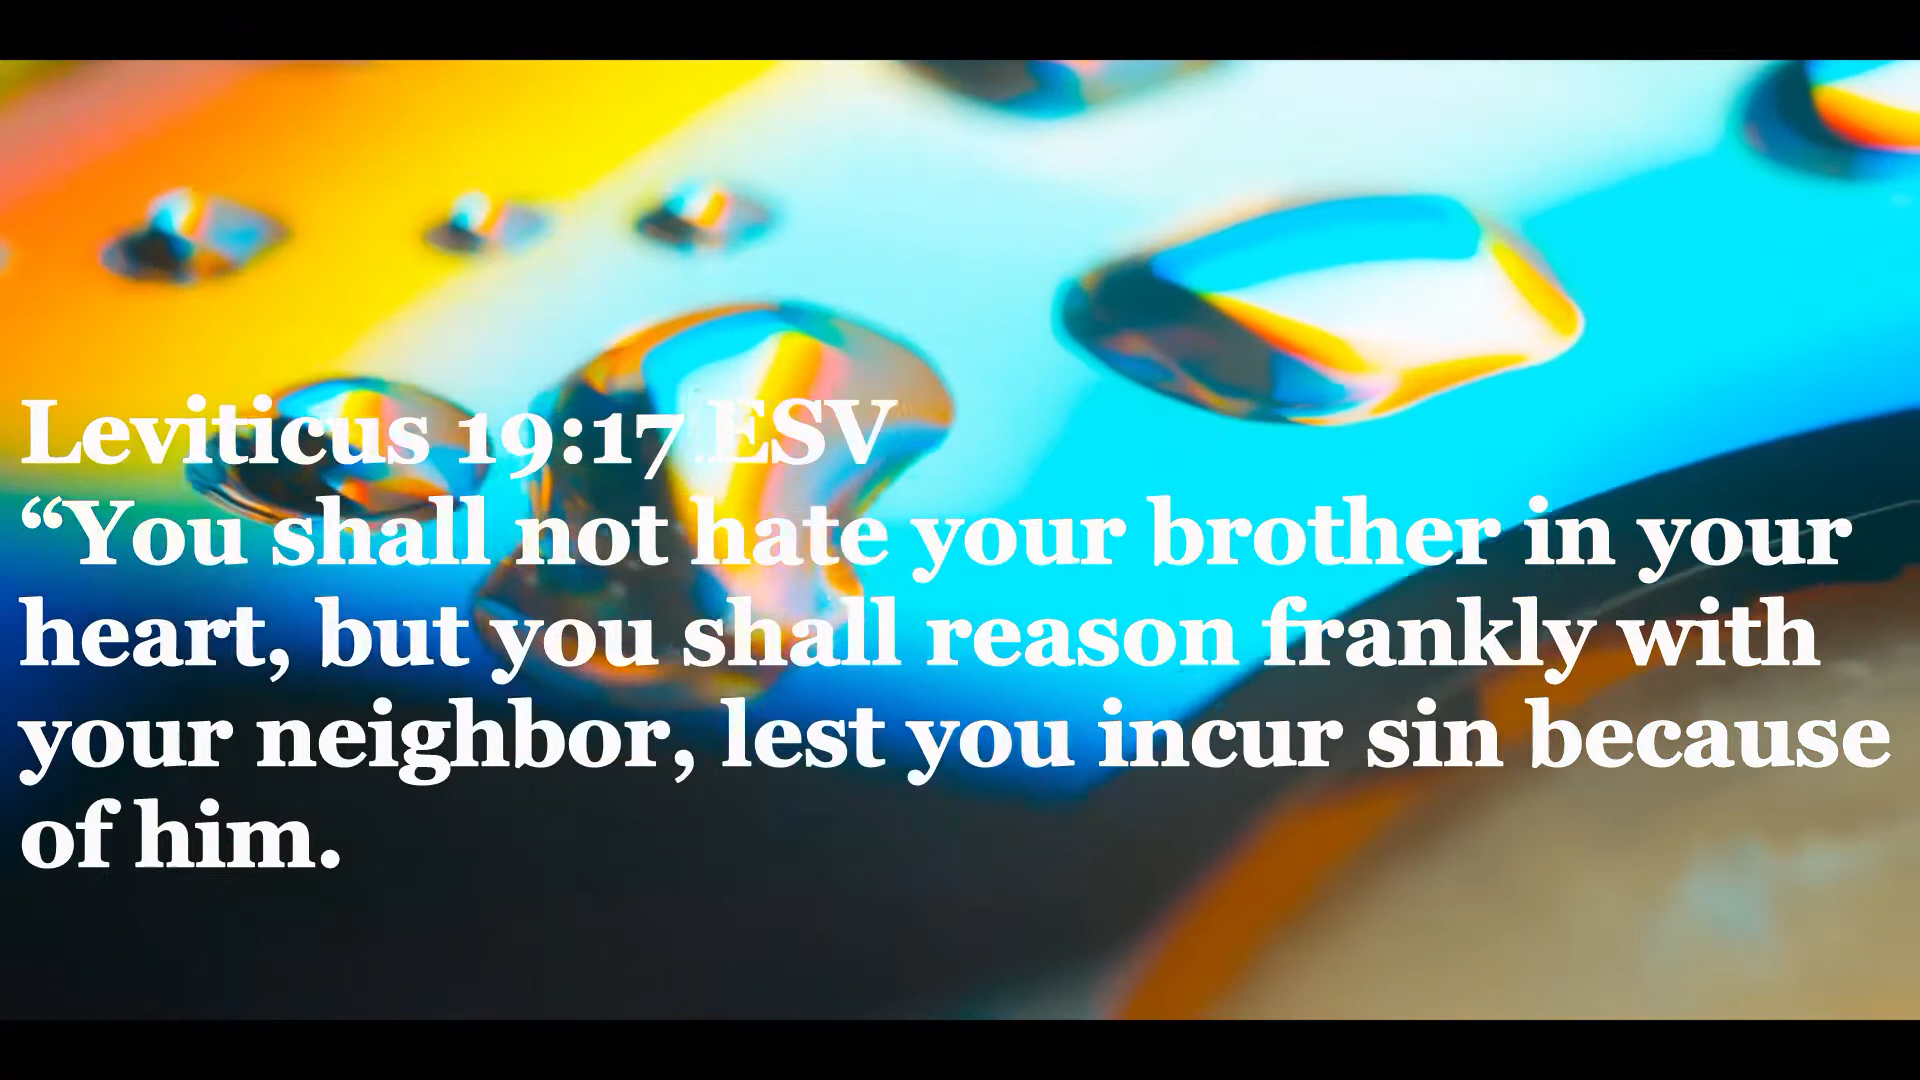 Leviticus 19:17 ESV
“You shall not hate your brother in your
heart, but you shall reason frankly with
your neighbor, lest you incur sin because
of him.